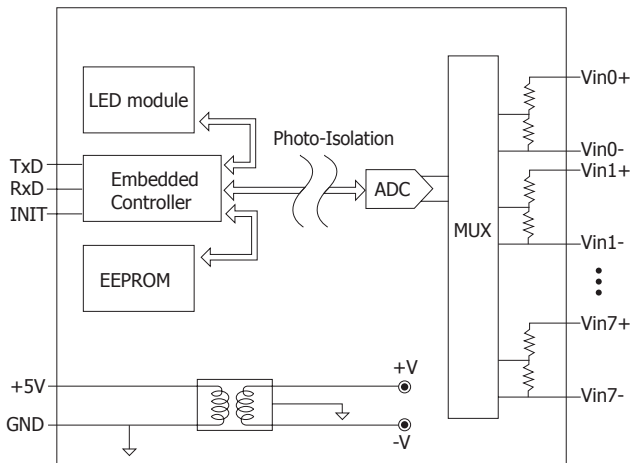 LED module
Photo-Isolation
TxD
RxD
INIT
Embedded
Controller
ADC
MUX
EEPROM
Vin0+
Vin0-
Vin1+
Vin1-
Vin7+
Vin7-
+5V
GND
+V
-V